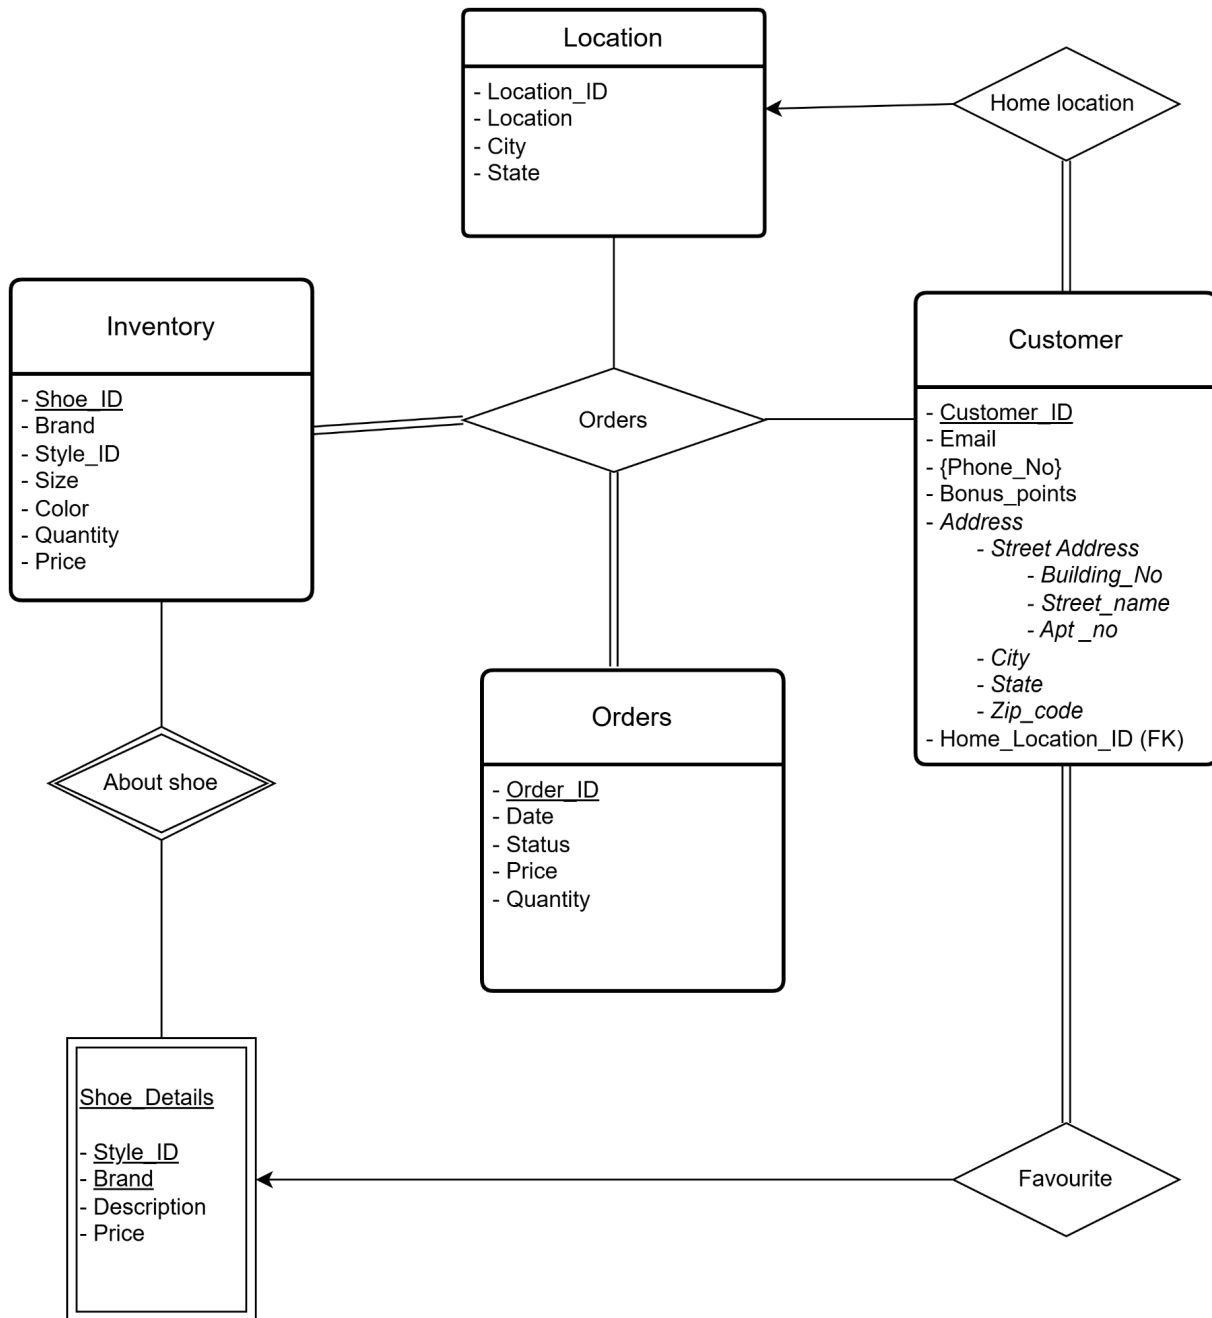 Location
- Location_ID
- Location
- City
- State
Home location
Inventory
- Shoe_ID
- Brand
- Style_ID
- Size
- Color
- Quantity
- Price
Orders
Customer
- Customer_ID
- Email
- {Phone_No}
- Bonus_points
- Address
- Street Address
- Building_No
- Street_name
- Apt _no
- City
- State
- Zip_code
- Home_Location_ID (FK)
Orders
- Order_ID
- Date
- Status
- Price
- Quantity
About shoe
Shoe_Details
- Style_ID
- Brand
- Description
- Price
Favourite